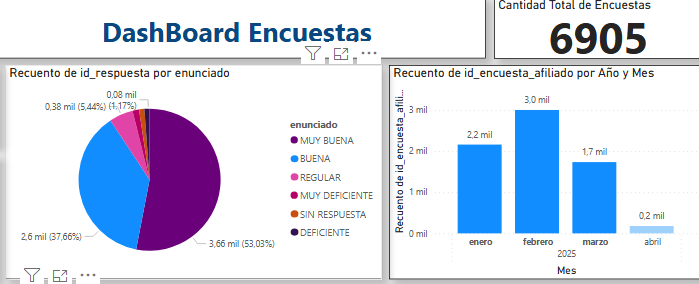 DashBoard Encuestas
Cantidad Total de Encuestas
6905
Recuento de id_respuesta por enunciado
0,08 mil
(1,17%)
0,38 mil (5,44%)
2,6 mil (37,66%)
3,66 mil (53,03%)
enunciado
MUY BUENA
BUENA
REGULAR
MUY DEFICIENTE
SIN RESPUESTA
DEFICIENTE
Recuento de id_encuesta_afiliado por Año y Mes
Recuento de id_encuesta_afili...
3 mil
2 mil
1 mil
0 mil
2,2 mil
3,0 mil
1,7 mil
0,2 mil
enero febrero marzo abril
2025
Mes